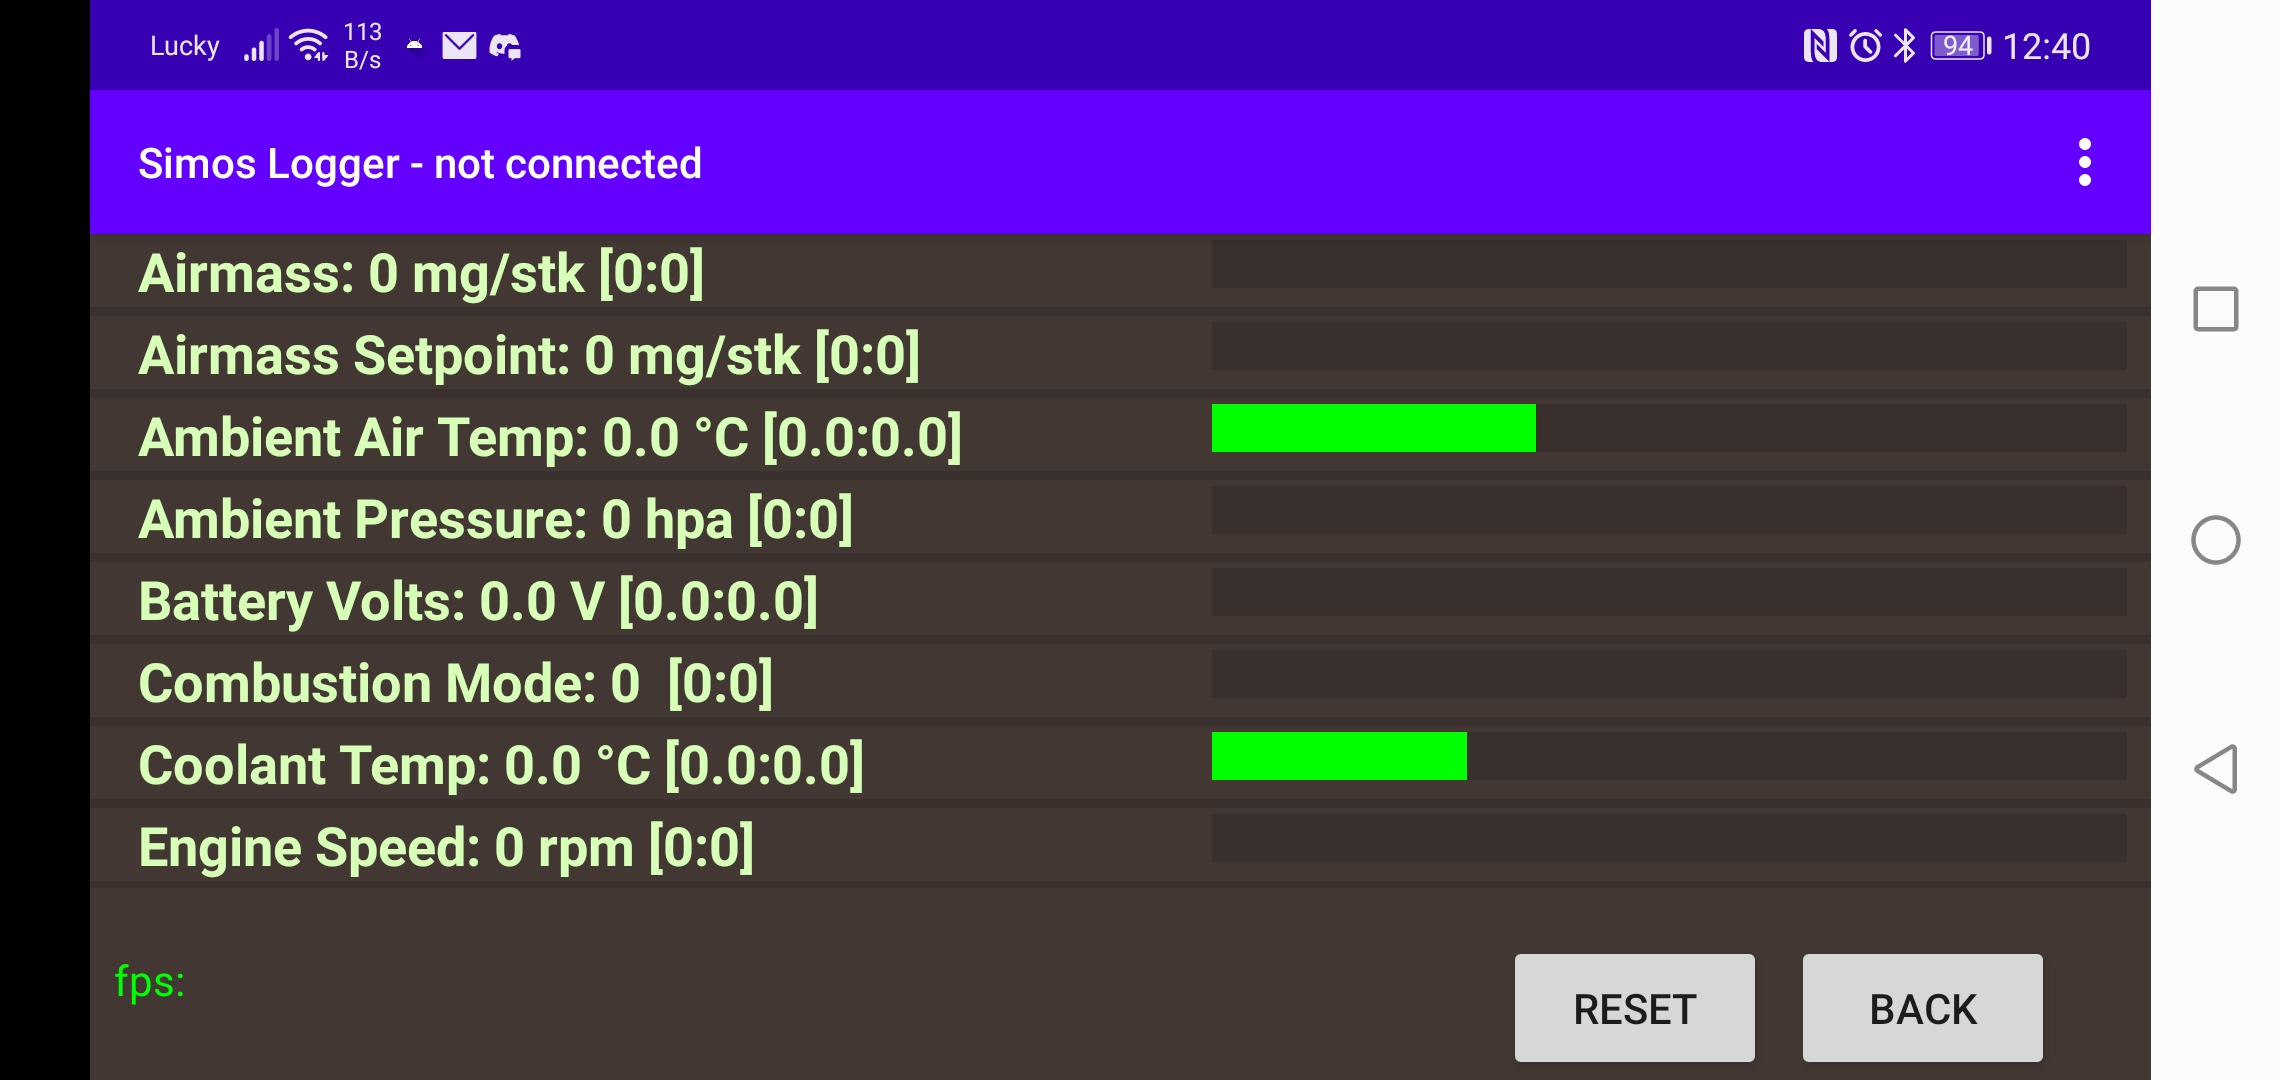 Lucky 113 B/s 94 12:40
Simos Logger - not connected
Airmass: 0 mg/stk [0:0]
Airmass Setpoint: 0 mg/stk [0:0]
Ambient Air Temp: 0.0 °C [0.0:0.0]
Ambient Pressure: 0 hpa [0:0]
Battery Volts: 0.0 V [0.0:0.0]
Combustion Mode: 0  [0:0]
Coolant Temp: 0.0 °C [0.0:0.0]
Engine Speed: 0 rpm [0:0]
fps:
RESET BACK